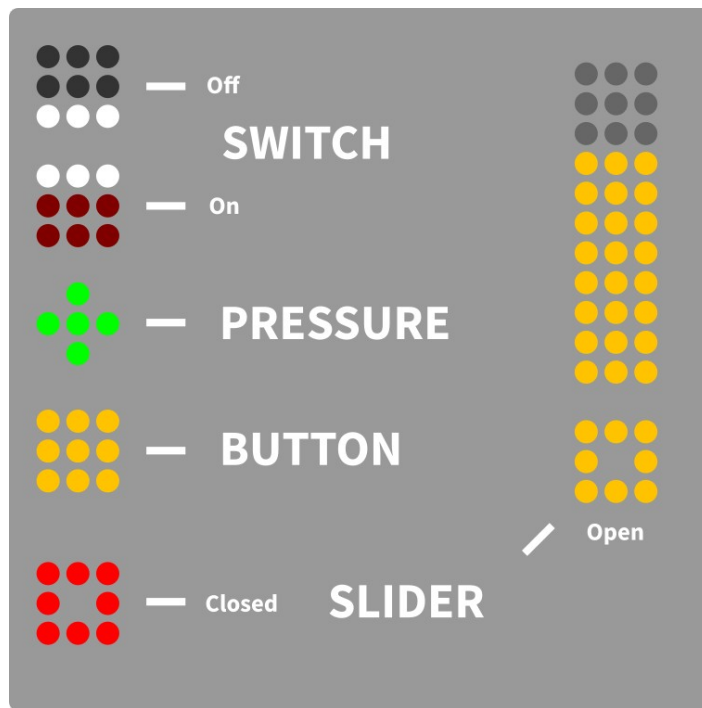 Off
SWITCH
On
PRESSURE
BUTTON
Open
Closed
SLIDER